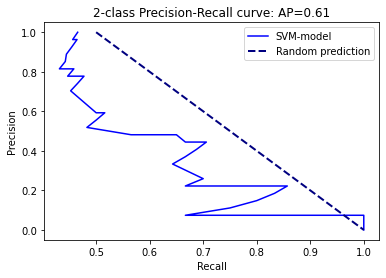 2-class Precision-Recall curve: AP=0.61
SVM-model
Random prediction
Precision
1.0
0.8
0.6
0.4
0.2
0.0
0.5 0.6 0.7 0.8 0.9 1.0
Recall